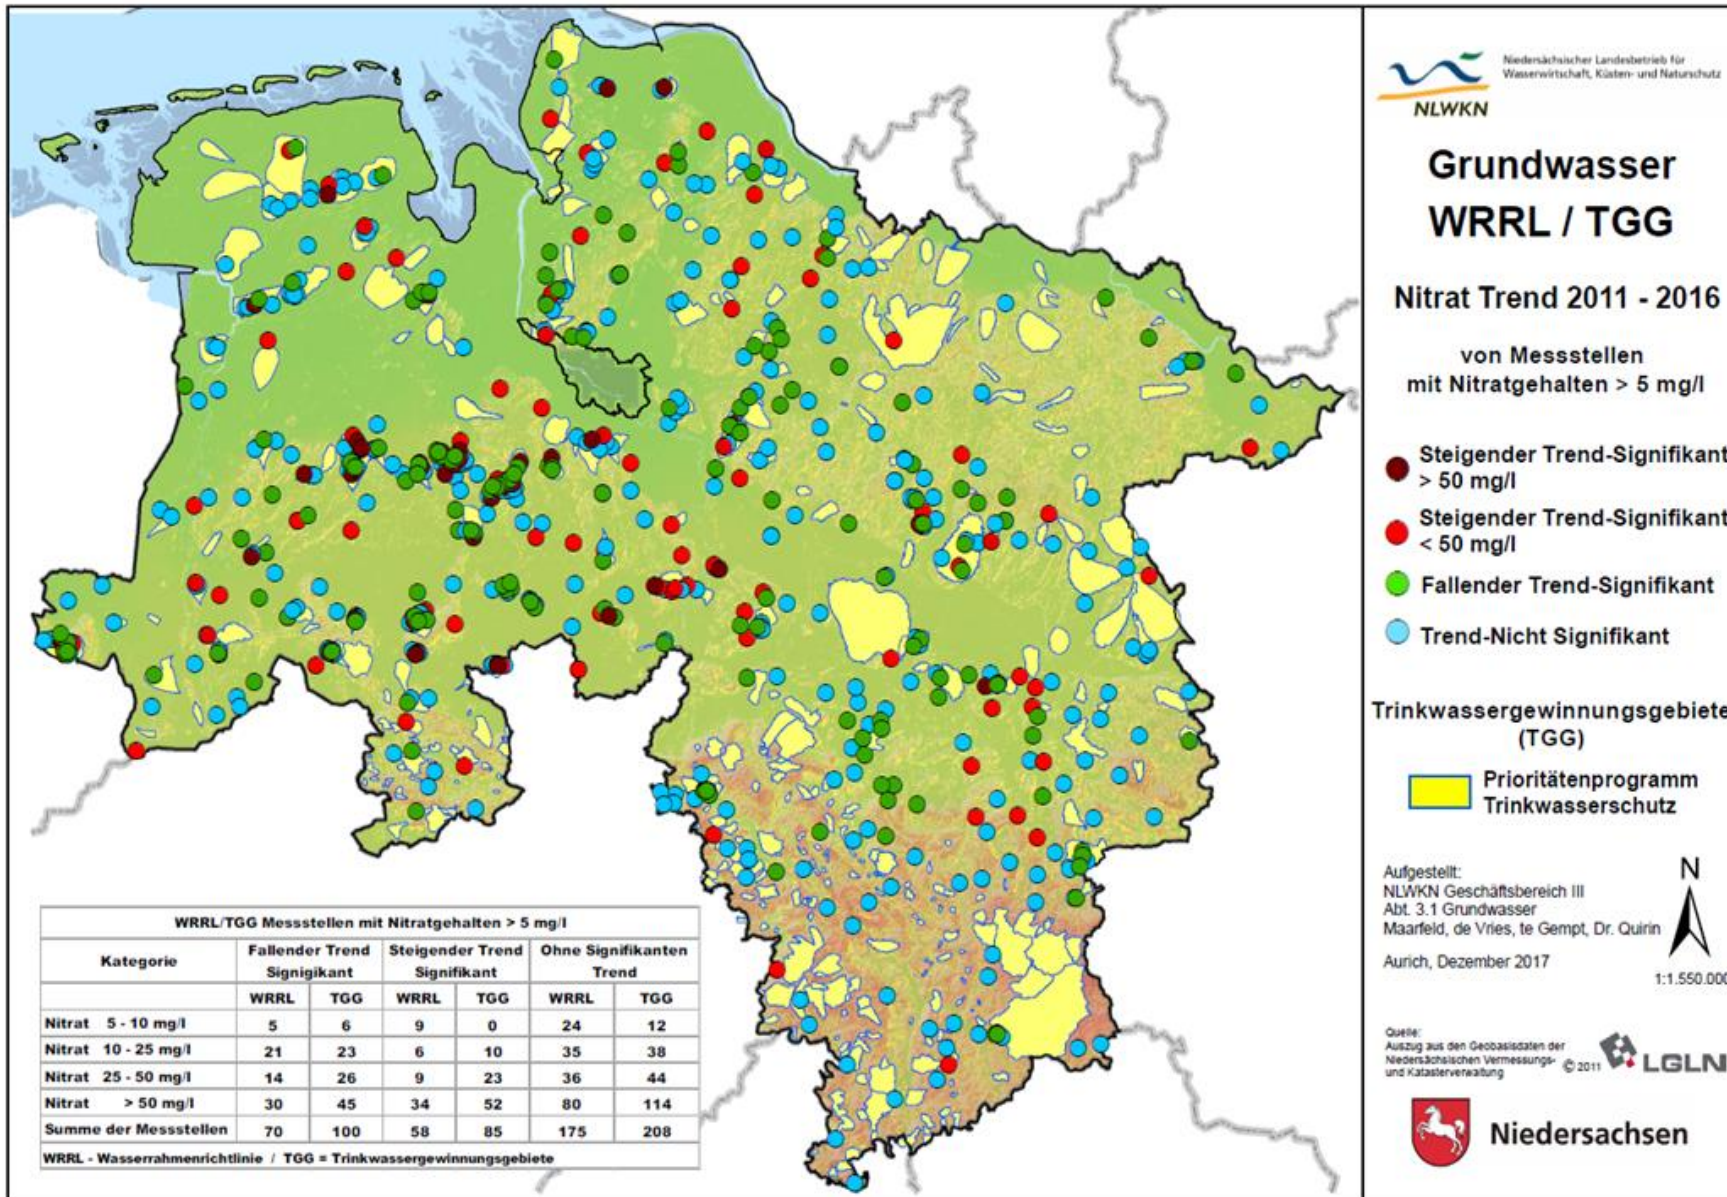 Niedersächsischer Landesbetrieb für
Wasserwirtschaft, Küsten- und Naturschutz
NLWKN
Grundwasser
WRRL / TGG
Nitrat Trend 2011 - 2016
von Messstellen
mit Nitratgehalten > 5 mg/l
Steigender Trend-Signifikant
> 50 mg/l
Steigender Trend-Signifikant
< 50 mg/l
Fallender Trend-Signifikant
Trend-Nicht Signifikant
Trinkwassergewinnungsgebiete
(TGG)
Prioritätenprogramm
Trinkwasserschutz
Aufgestellt:
NLWKN Geschäftsbereich III
Abt. 3.1 Grundwasser
Maarfeld, de Vries, te Gempt, Dr. Quirin
Aurich, Dezember 2017
N
1:1.550.000
Quelle:
Auszug aus den Geobasisdaten der
Niedersächsischen Vermessungs-
und Katasterverwaltung
© 2011
LGLN
Niedersachsen
WRRL/TGG Messstellen mit Nitratgehalten > 5 mg/l
Kategorie Fallender Trend Signigikant Steigender Trend Signifikant Ohne Signifikanten Trend
WRRL TGG WRRL TGG WRRL TGG
Nitrat 5 - 10 mg/l 5 6 9 0 24 12
Nitrat 10 - 25 mg/l 21 23 6 10 35 38
Nitrat 25 - 50 mg/l 14 26 9 23 36 44
Nitrat > 50 mg/l 30 45 34 52 80 114
Summe der Messstellen 70 100 58 85 175 208
WRRL - Wasserrahmenrichtlinie / TGG = Trinkwassergewinnungsgebiete